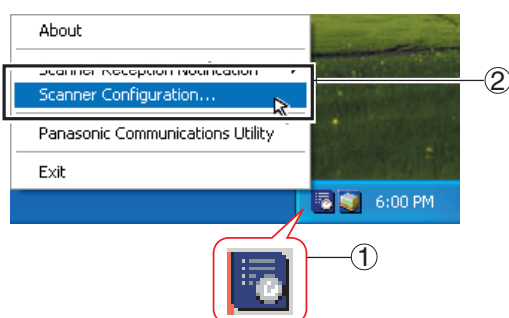 About
Scanner Reception Notification
Scanner Configuration...
②
Panasonic Communications Utility
Exit
6:00 PM
①